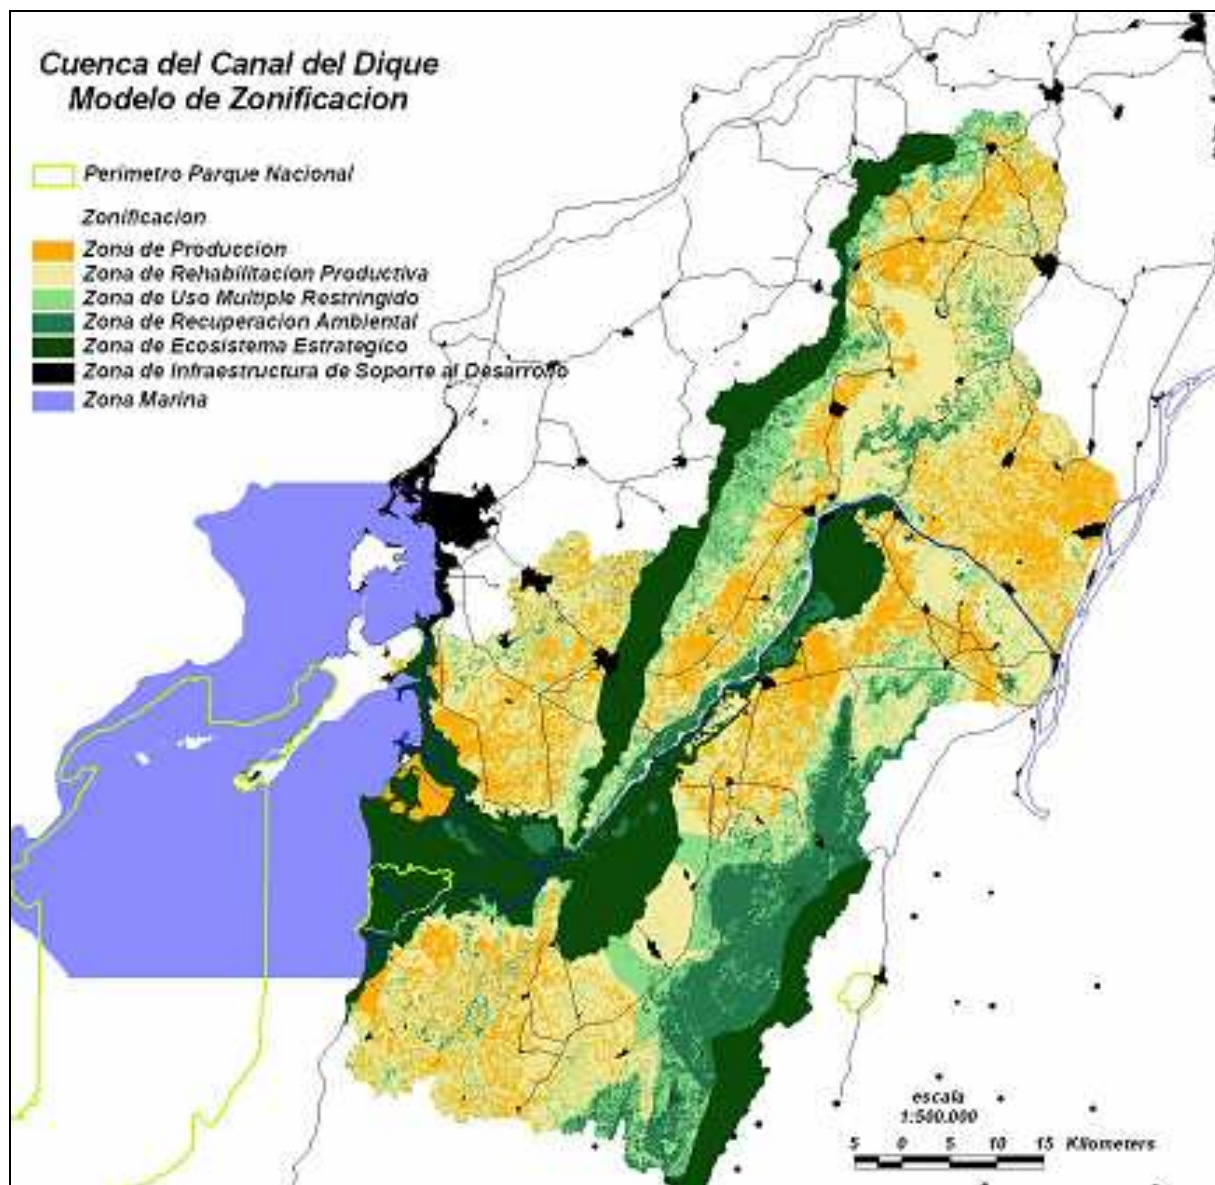 Cuenca del Canal del Dique
Modelo de Zonificacion
Perimetro Parque Nacional
Zonificacion
Zona de Produccion
Zona de Rehabilitacion Productiva
Zona de Uso Multiple Restringido
Zona de Recuperacion Ambiental
Zona de Ecosistema Estrategico
Zona de Infraestructura de Soporte al Desarrollo
Zona Marina
escala
1:500.000
5 0 5 10 15 Kilometers